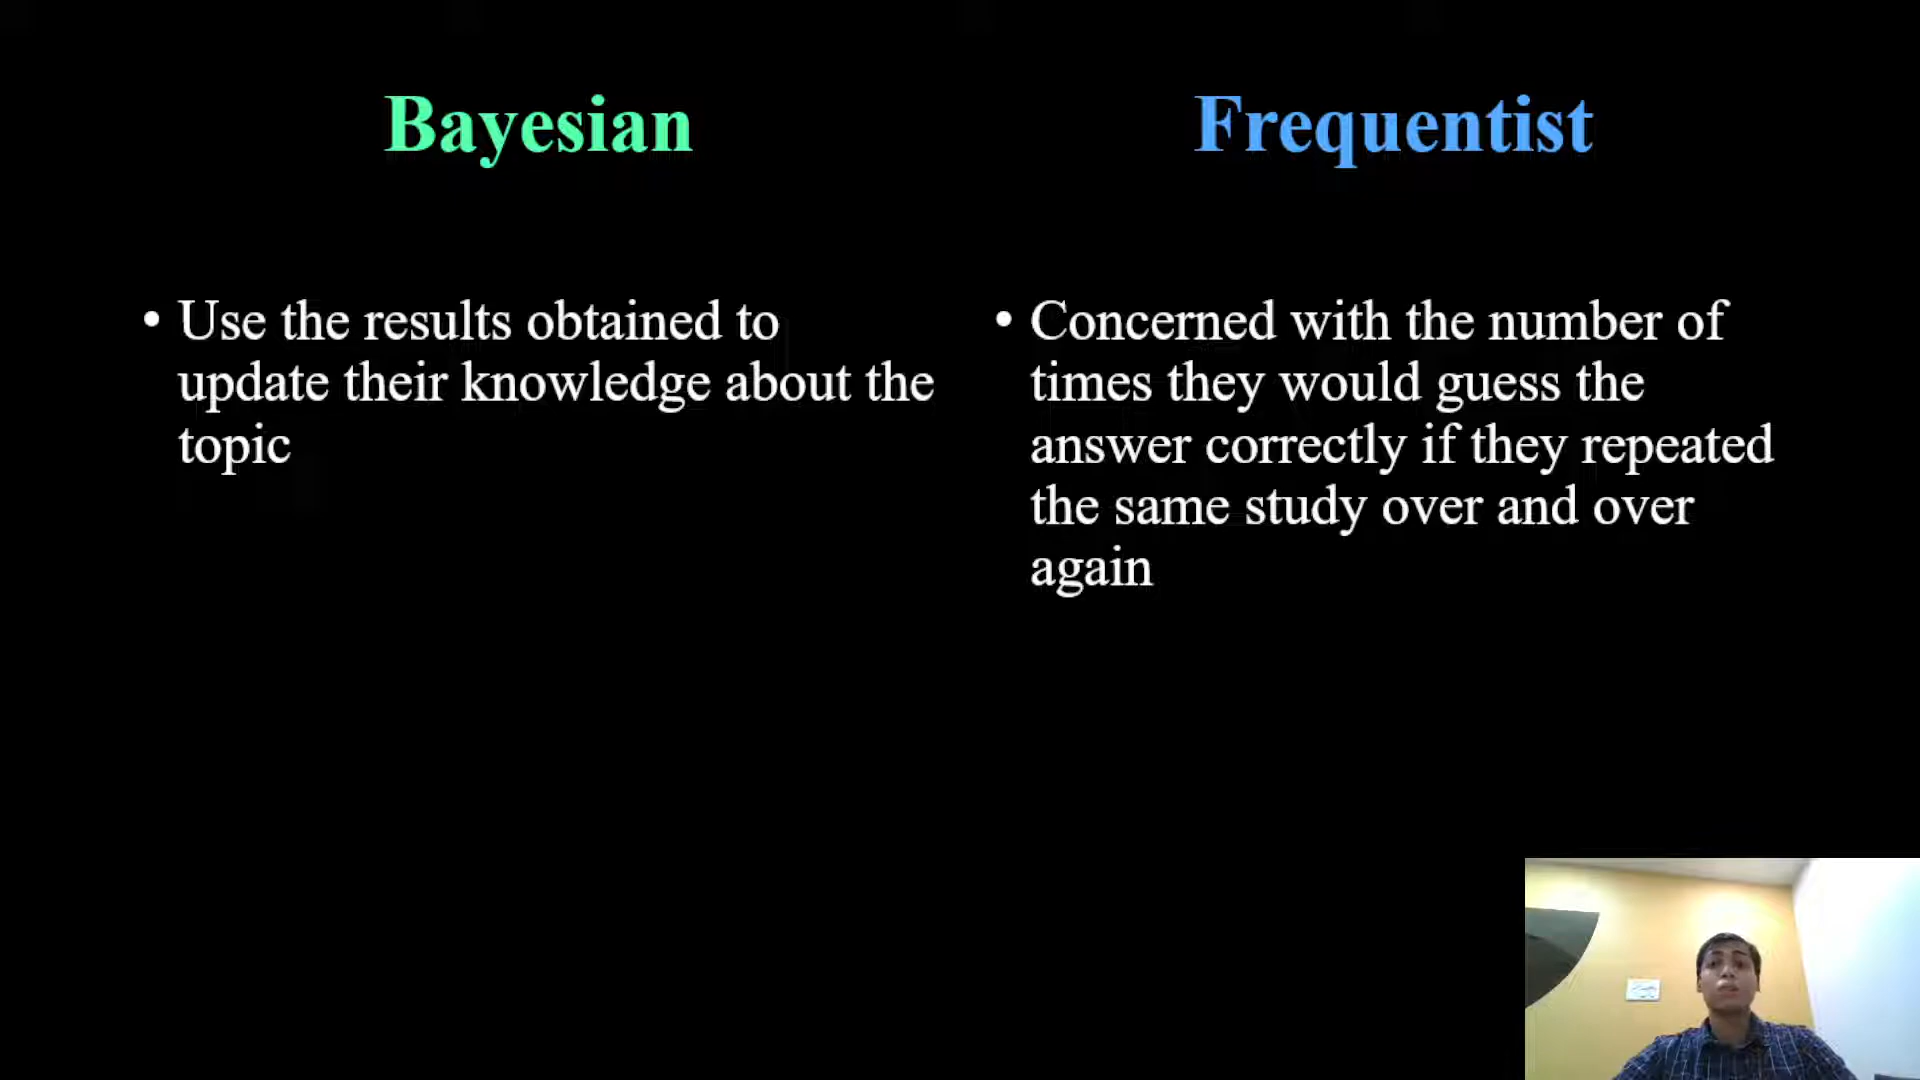 Bayesian
Frequentist
• Use the results obtained to
update their knowledge about the
topic
• Concerned with the number of
times they would guess the
answer correctly if they repeated
the same study over and over
again